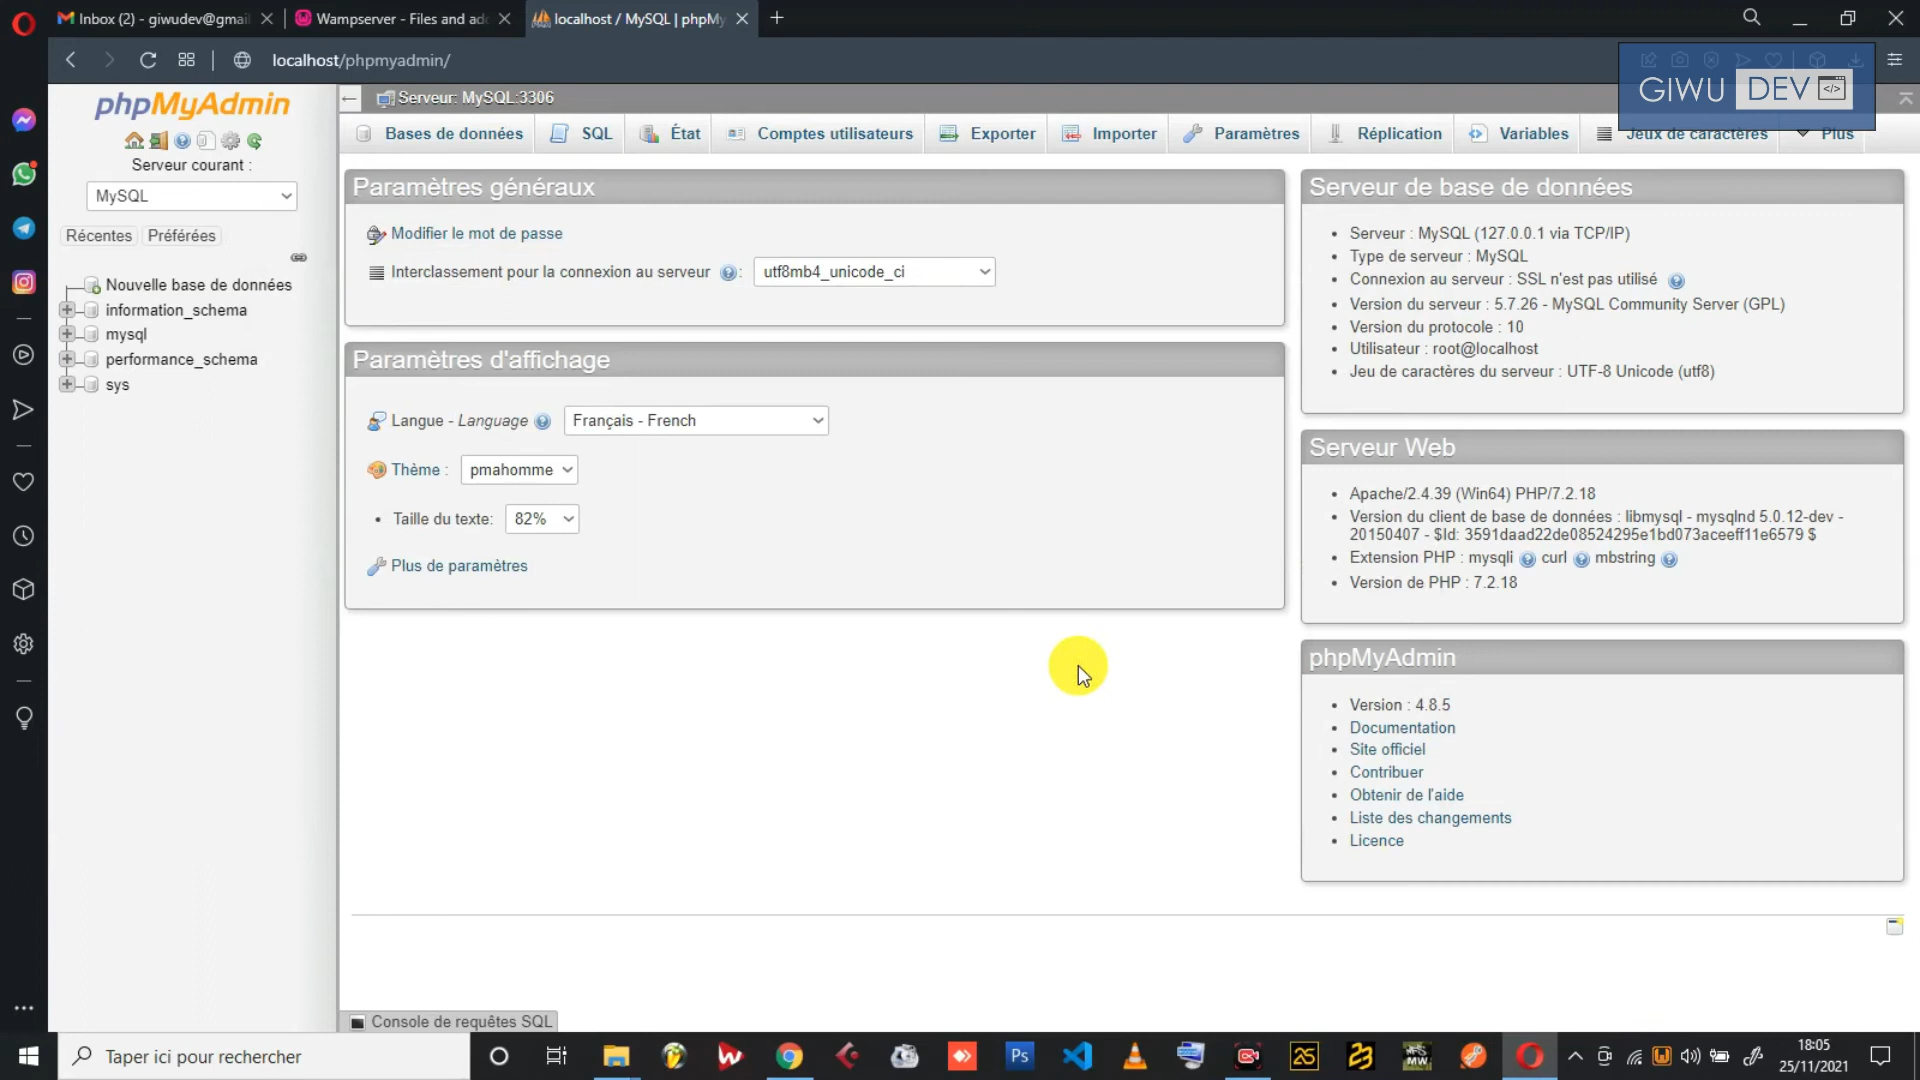 Inbox (2) - giwudev@gmail
Wampserver - Files and add
localhost / MySQL | phpMy
localhost/phpmyadmin/
GIWU DEV </>
phpMyAdmin
Serveur courant :
MySQL
Récentes
Préférées
Nouvelle base de données
information_schema
mysql
performance_schema
sys
Serveur: MySQL:3306
Bases de données
SQL
État
Comptes utilisateurs
Exporter
Importer
Paramètres
Réplication
Variables
Jeux de caractères
Plus
Paramètres généraux
Modifier le mot de passe
Interclassement pour la connexion au serveur : utf8mb4_unicode_ci
Paramètres d'affichage
Langue - Language Français - French
Thème : pmahomme
Taille du texte: 82%
Plus de paramètres
Serveur de base de données
Serveur : MySQL (127.0.0.1 via TCP/IP)
Type de serveur : MySQL
Connexion au serveur : SSL n'est pas utilisé
Version du serveur : 5.7.26 - MySQL Community Server (GPL)
Version du protocole : 10
Utilisateur : root@localhost
Jeu de caractères du serveur : UTF-8 Unicode (utf8)
Serveur Web
Apache/2.4.39 (Win64) PHP/7.2.18
Version du client de base de données : libmysql - mysqlnd 5.0.12-dev -
20150407 - $Id: 3591daad22de08524295e1bd073aceeff11e6579 $
Extension PHP : mysqli curl mbstring
Version de PHP : 7.2.18
phpMyAdmin
Version : 4.8.5
Documentation
Site officiel
Contribuer
Obtenir de l'aide
Liste des changements
Licence
Console de requêtes SQL
Taper ici pour rechercher
Ps
MW
18:05
25/11/2021